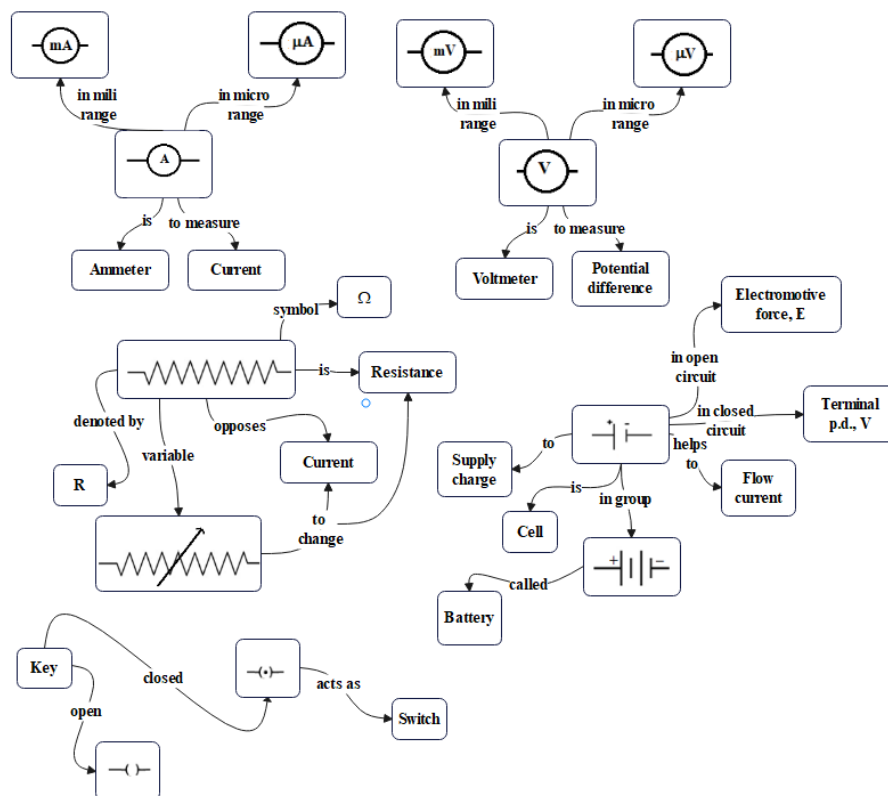 mA
μA
in mili
range
in micro
range
A
is
to measure
Ammeter
Current
mV
μV
in mili
range
in micro
range
V
is
to measure
Voltmeter
Potential
difference
symbol
Ω
is
Resistance
denoted by
opposes
variable
Current
R
to
change
Electromotive
force, E
in open
circuit
in closed
circuit
Terminal
p.d., V
+ -
to
helps
to
Supply
charge
Flow
current
is
in group
Cell
+ −
called
Battery
Key
closed
open
acts as
Switch